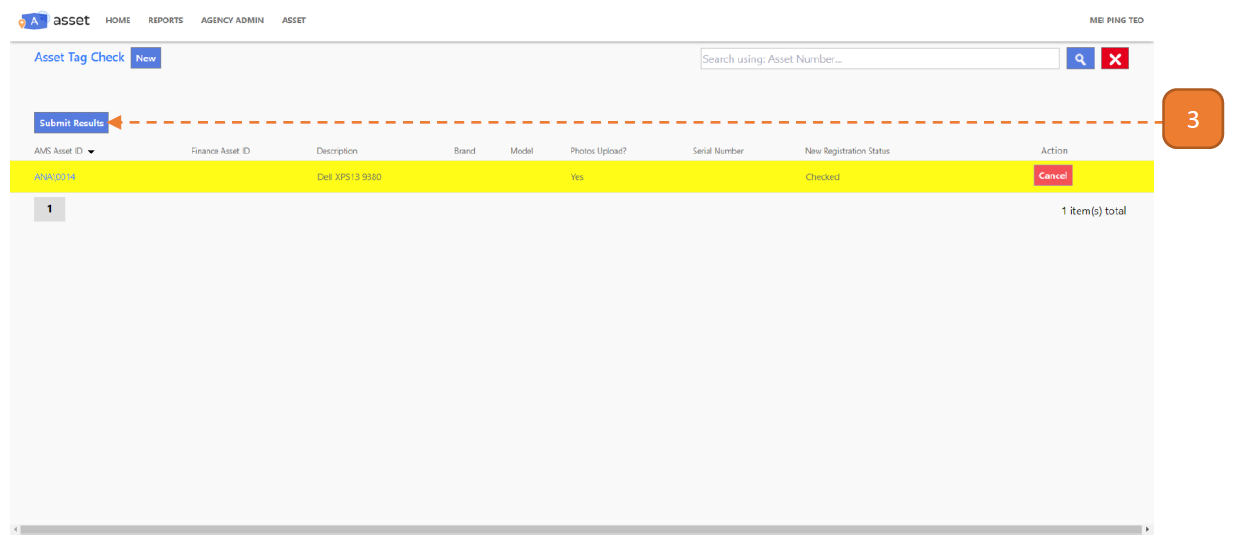 A asset HOME REPORTS AGENCY ADMIN ASSET MEI PING TEO
Asset Tag Check New Search using: Asset Number...
Submit Results 3
AMS Asset ID Finance Asset ID Description Brand Model Photos Upload? Serial Number New Registration Status Action
ANA\0014 Dell XPS13 9380 Yes Checked Cancel
1 1 item(s) total